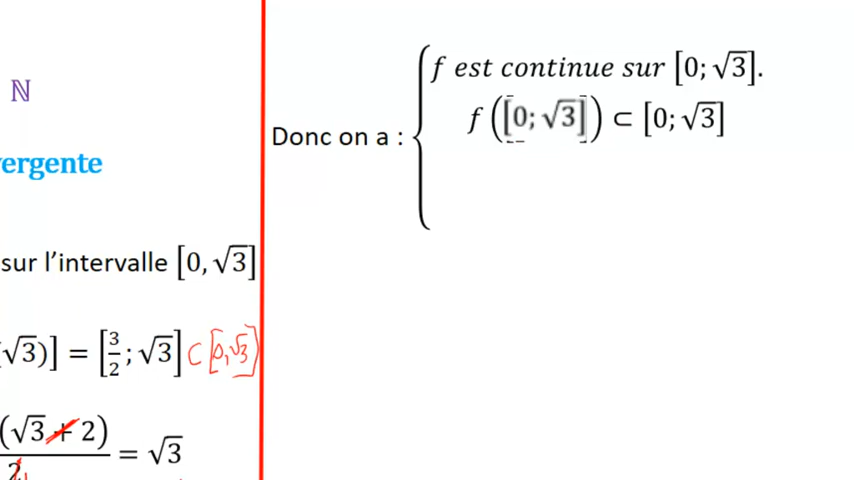 ℕ
vergente
sur l'intervalle [0, √3]
√3)] = [3/2 ; √3] ⊂ [0, √3]
(√3 + 2)/2 = √3
Donc on a :
f est continue sur [0; √3].
f([0; √3]) ⊂ [0; √3]